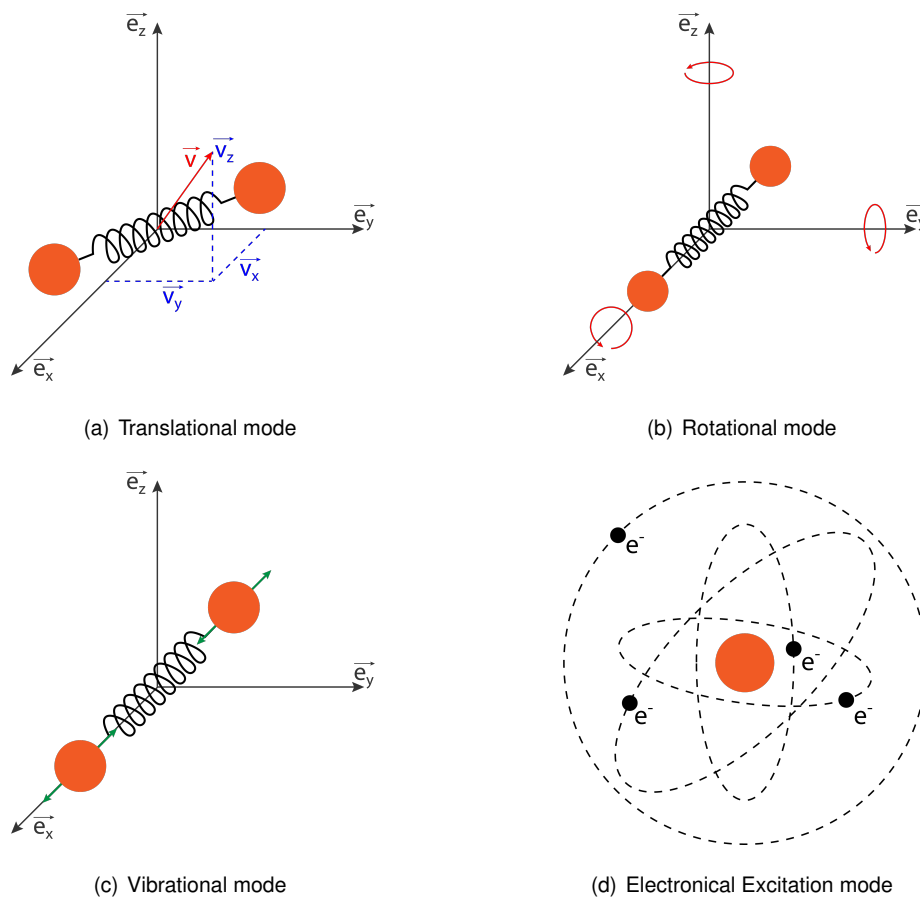 e_z
v
v_z
e_y
v_x
v_y
e_x
(a) Translational mode
e_z
e_y
e_x
(b) Rotational mode
e_z
e_y
e_x
(c) Vibrational mode
e-
e-
e-
e-
(d) Electronical Excitation mode